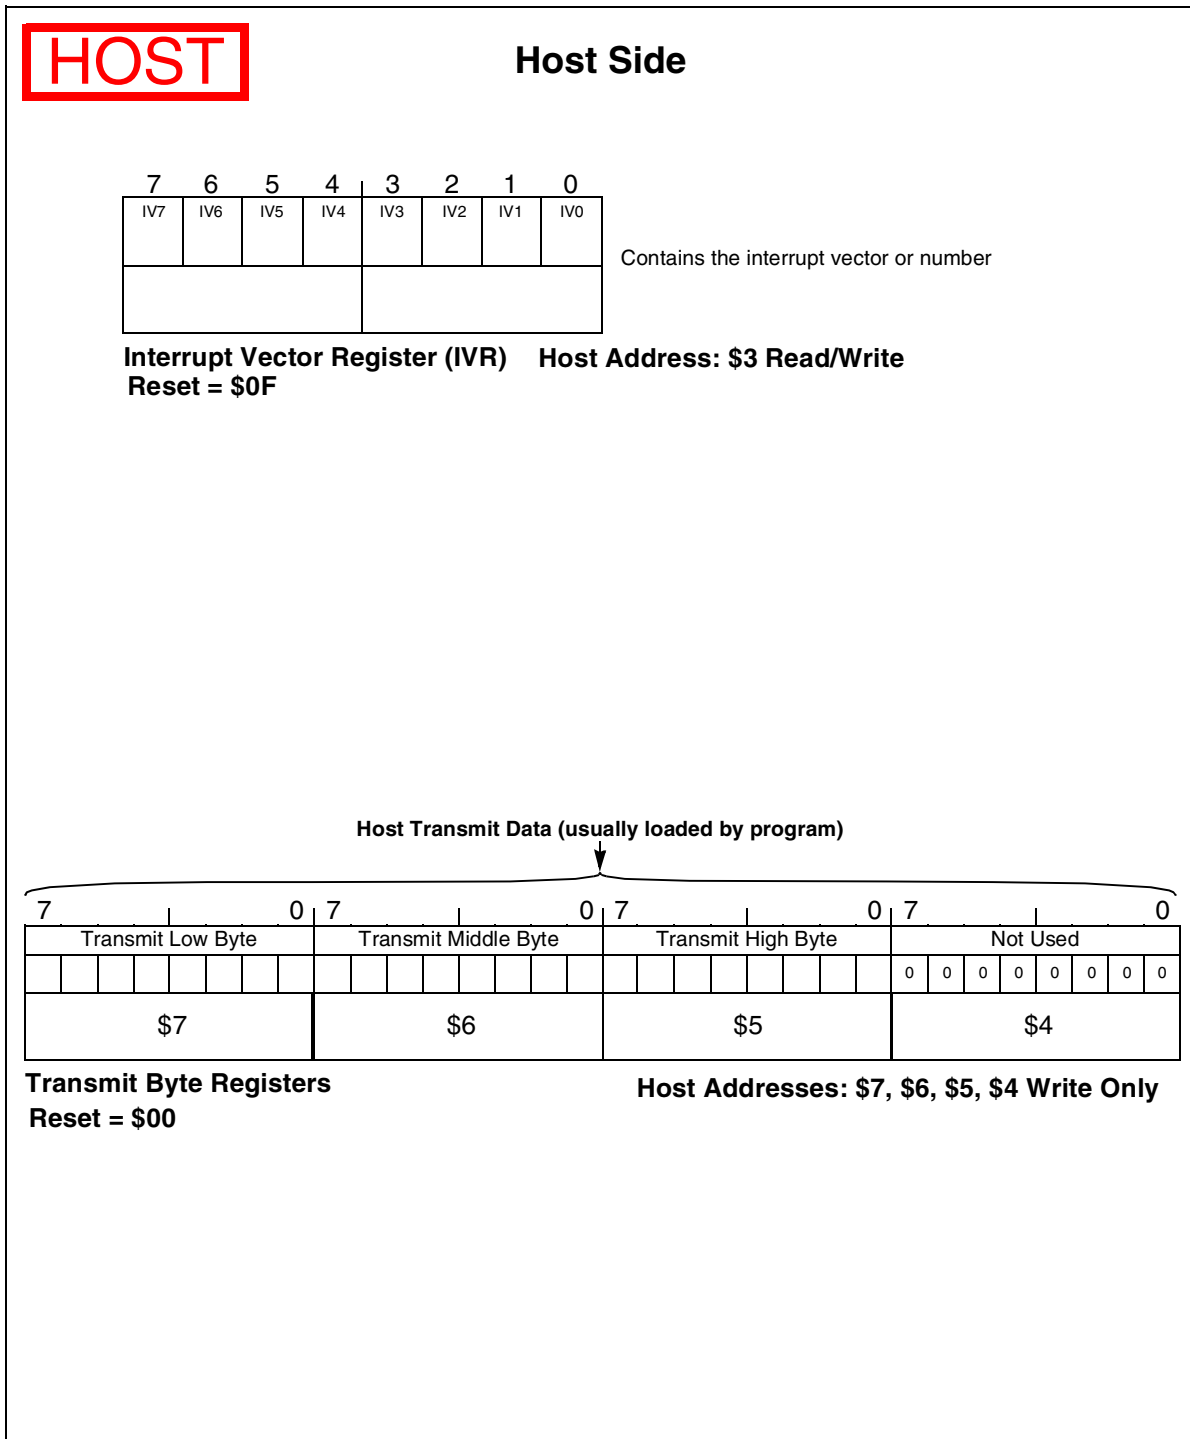 HOST
Host Side
7 6 5 4 3 2 1 0
IV7 IV6 IV5 IV4 IV3 IV2 IV1 IV0
Contains the interrupt vector or number
Interrupt Vector Register (IVR) Host Address: $3 Read/Write
Reset = $0F
Host Transmit Data (usually loaded by program)
7 0 7 0 7 0 7 0
Transmit Low Byte Transmit Middle Byte Transmit High Byte Not Used
0 0 0 0 0 0 0 0
$7 $6 $5 $4
Transmit Byte Registers Host Addresses: $7, $6, $5, $4 Write Only
Reset = $00